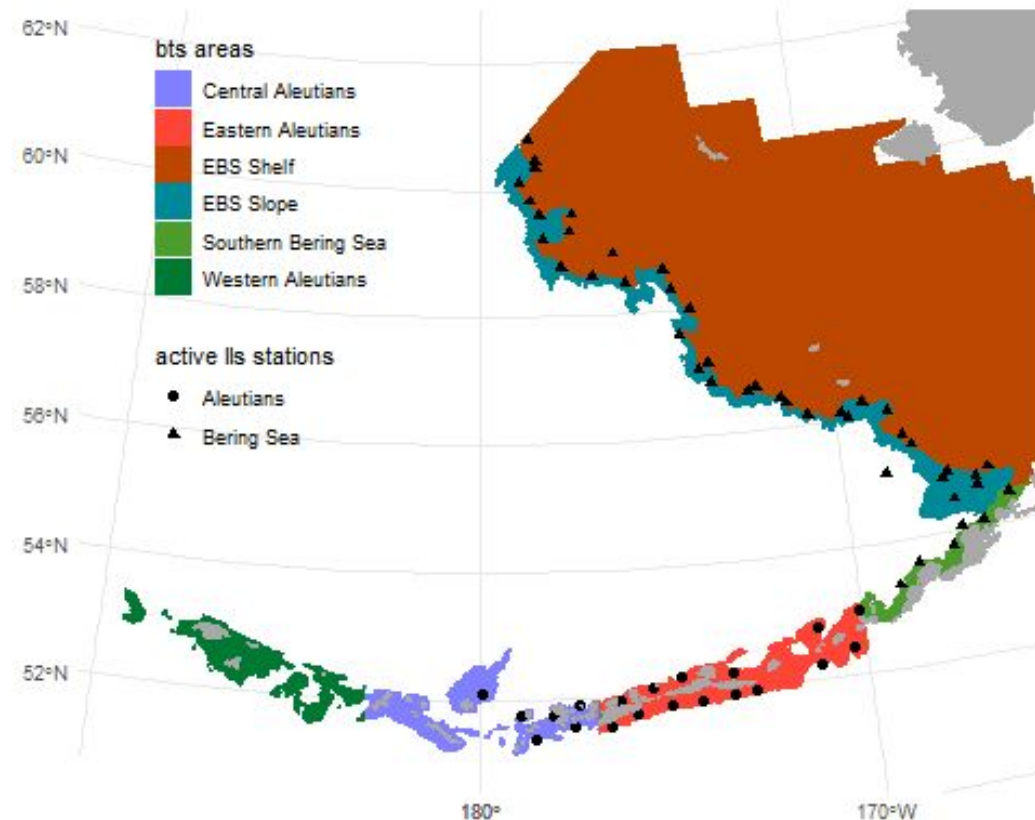 62°N
60°N
58°N
56°N
54°N
52°N
bts areas
Central Aleutians
Eastern Aleutians
EBS Shelf
EBS Slope
Southern Bering Sea
Western Aleutians
active lls stations
Aleutians
Bering Sea
180°
170°W